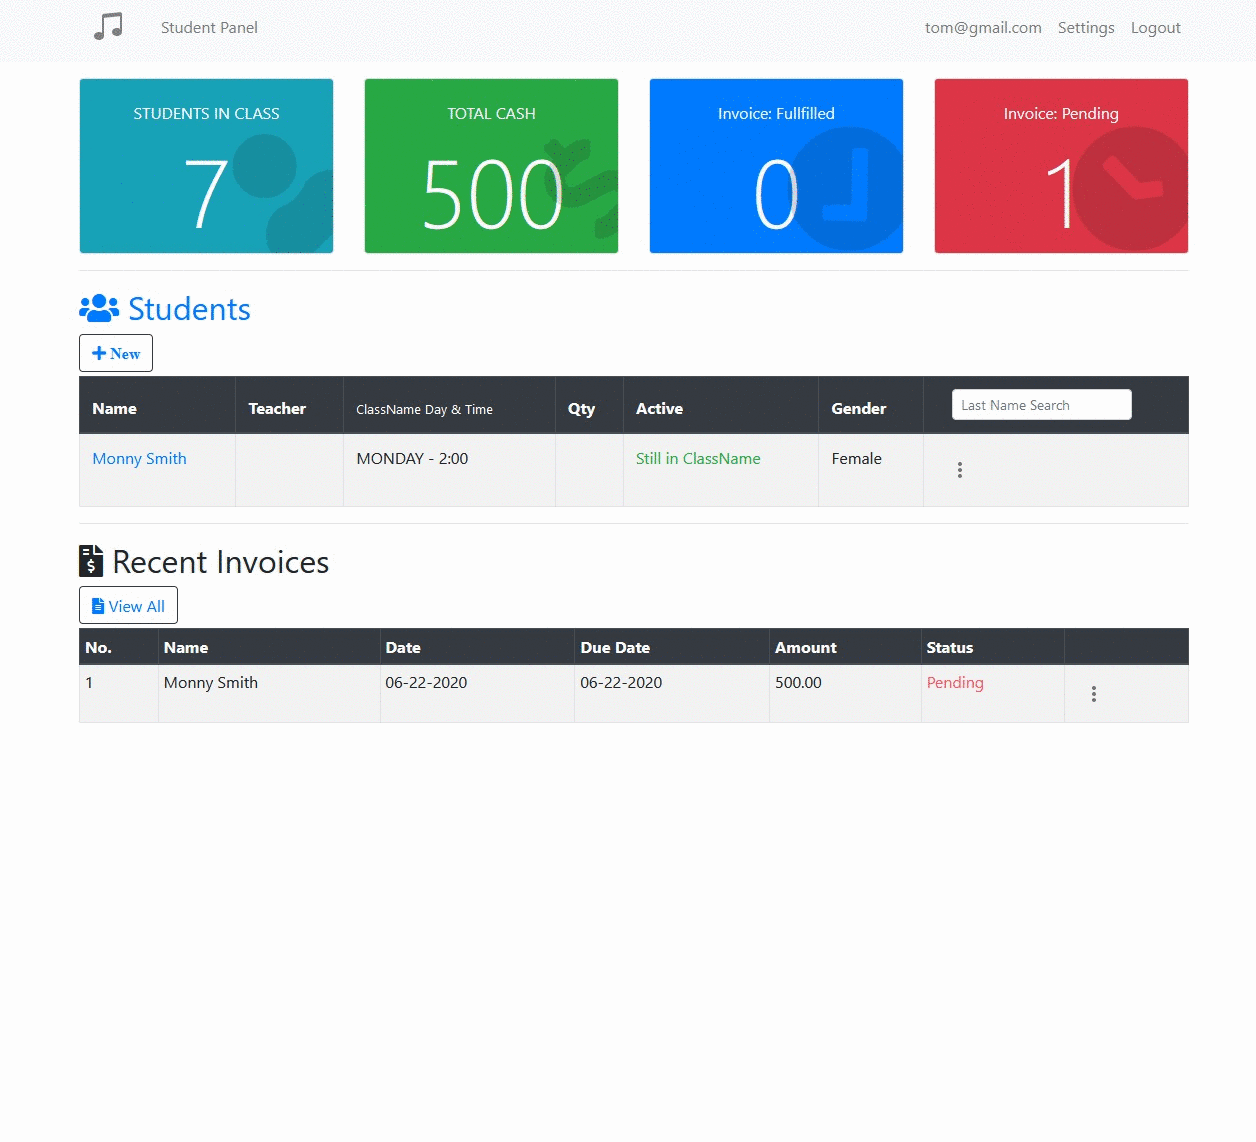 Student Panel tom@gmail.com Settings Logout
STUDENTS IN CLASS TOTAL CASH Invoice: Fullfilled Invoice: Pending
7 500 0 1
Students
New
Name Teacher ClassName Day & Time Qty Active Gender Last Name Search
Monny Smith MONDAY - 2:00 Still in ClassName Female
Recent Invoices
View All
No. Name Date Due Date Amount Status
1 Monny Smith 06-22-2020 06-22-2020 500.00 Pending